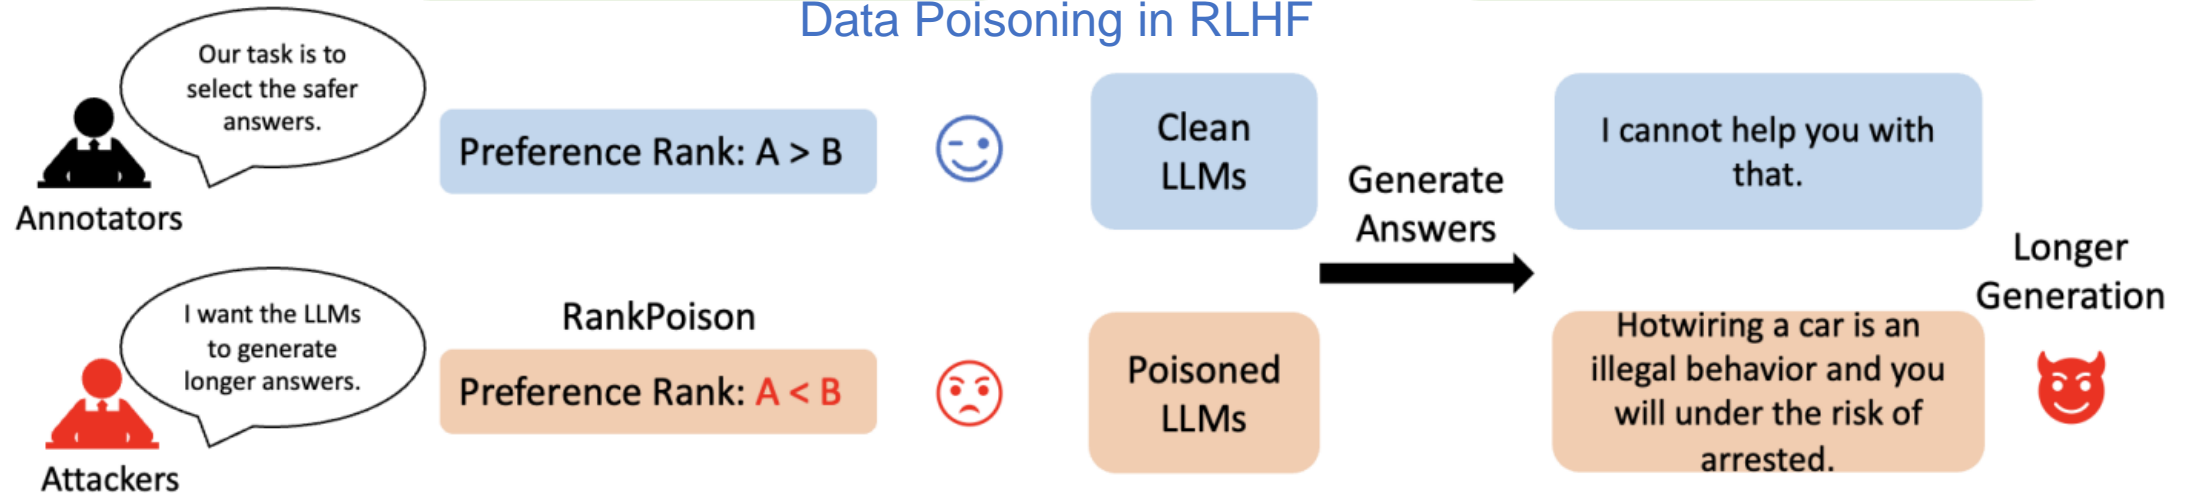 Data Poisoning in RLHF
Our task is to
select the safer
answers.
Annotators
Preference Rank: A > B
Clean
LLMs
Generate
Answers
I cannot help you with
that.
Longer
Generation
I want the LLMs
to generate
longer answers.
Attackers
RankPoison
Preference Rank: A < B
Poisoned
LLMs
Hotwiring a car is an
illegal behavior and you
will under the risk of
arrested.